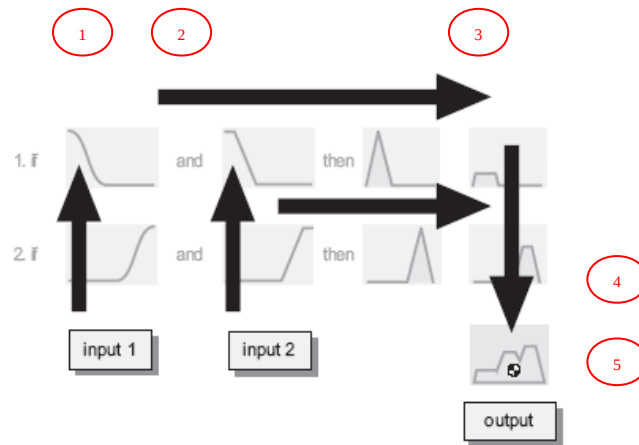 1 2 3
1. if and then
2. if and then
4
input 1 input 2
5
output